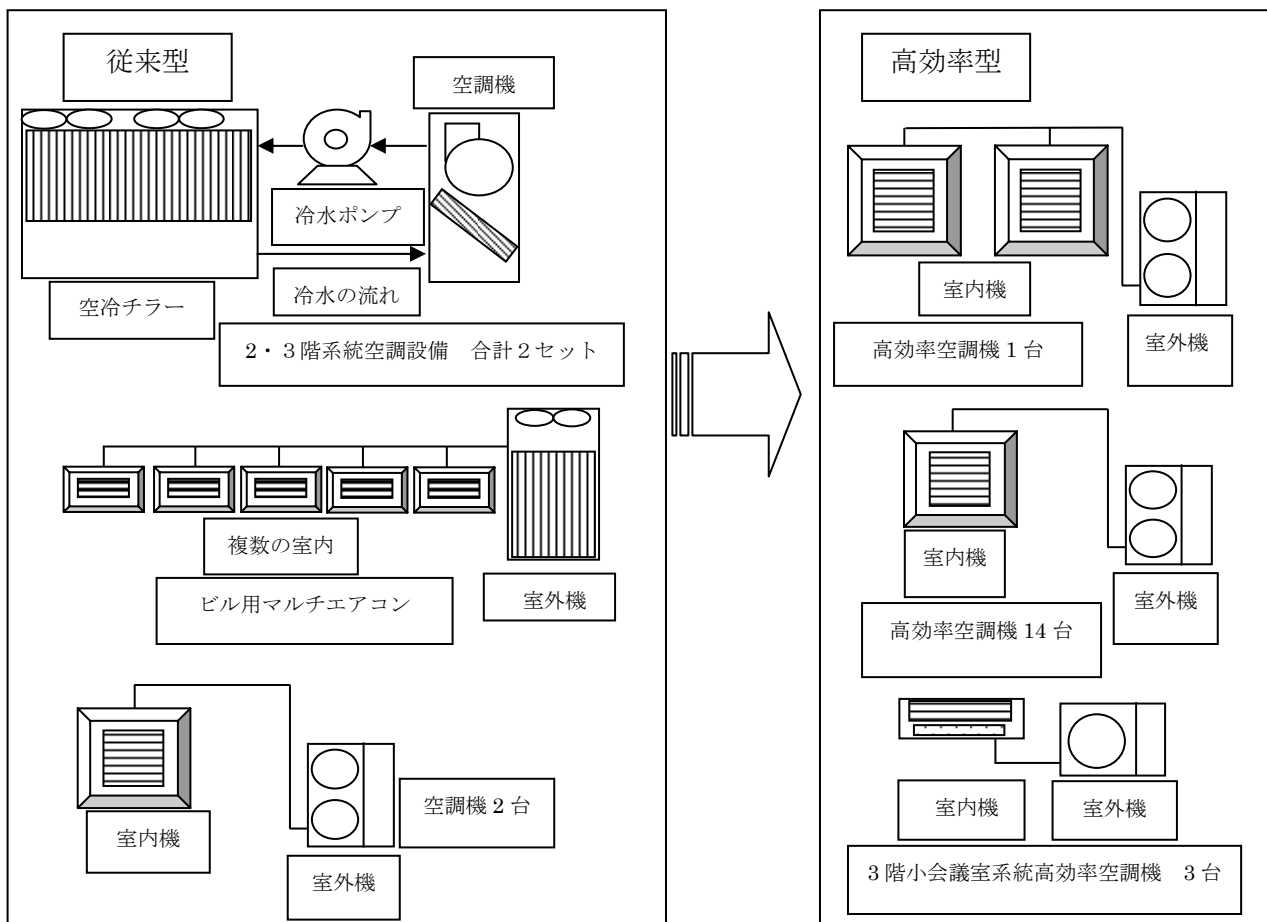 従来型
空調機
冷水ポンプ
空冷チラー
冷水の流れ
2・3階系統空調設備　合計2セット
複数の室内
ビル用マルチエアコン
室外機
室内機
空調機2台
室外機
高効率型
室内機
高効率空調機1台
室外機
室内機
室外機
高効率空調機14台
室内機
室外機
3階小会議室系統高効率空調機　3台